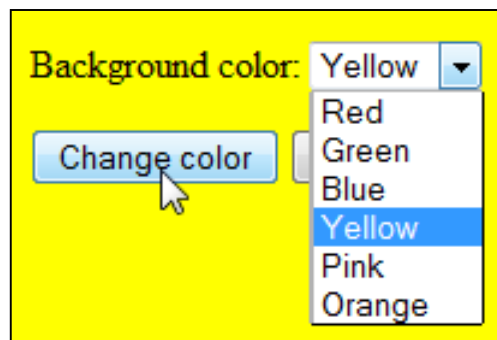 Background color: Yellow
Red
Green
Change color
Blue
Yellow
Pink
Orange